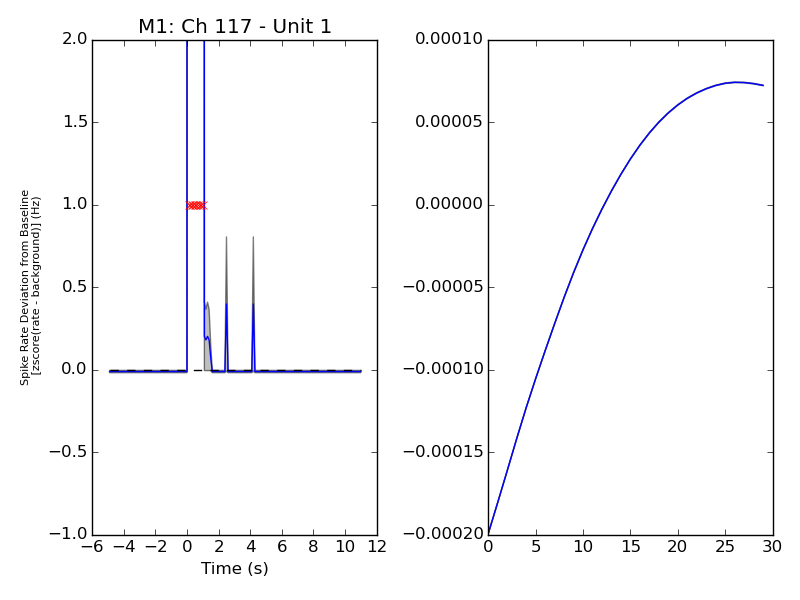 M1: Ch 117 - Unit 1
2.0
1.5
1.0
0.5
0.0
−0.5
−1.0
Spike Rate Deviation from Baseline
[zscore(rate - background)] (Hz)
−6 −4 −2 0 2 4 6 8 10 12
Time (s)
0.00010
0.00005
0.00000
−0.00005
−0.00010
−0.00015
−0.00020
0 5 10 15 20 25 30